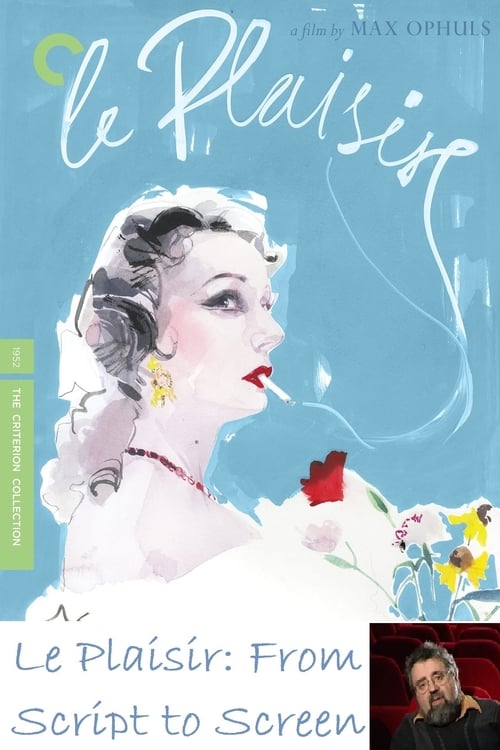 a film by MAX OPHULS
Le Plaisir
1952
THE CRITERION COLLECTION
Le Plaisir: From
Script to Screen